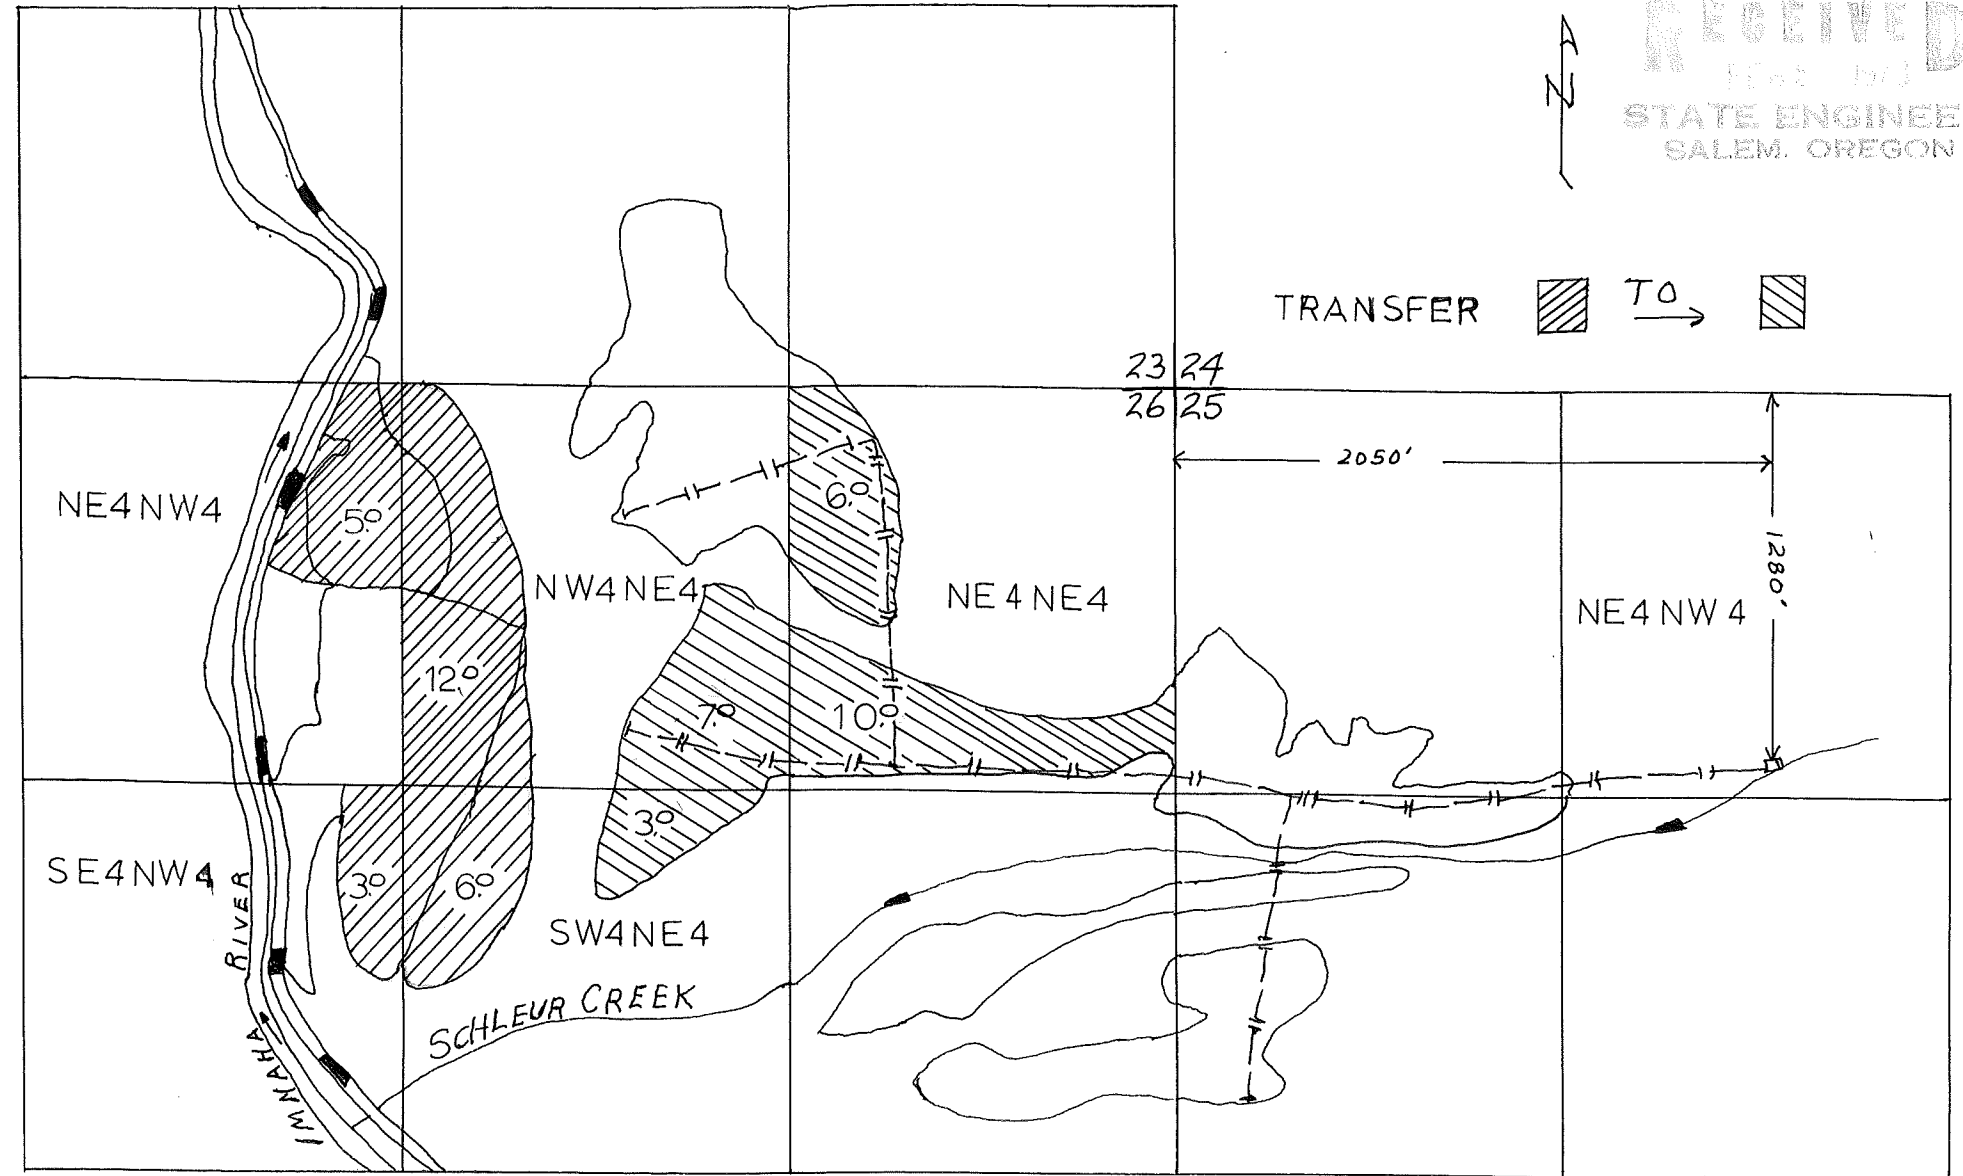 RECEIVED
STATE ENGINEE
SALEM. OREGON
N
TRANSFER TO →
23 24
26 25
2050'
1280'
NE4NW4
5.0
NW4NE4
6.0
NE4NE4
NE4NW4
12.0
7.0
10.0
3.0
SE4NW4
3.0
6.0
SW4NE4
SCHLEUR CREEK
IMNAHA RIVER